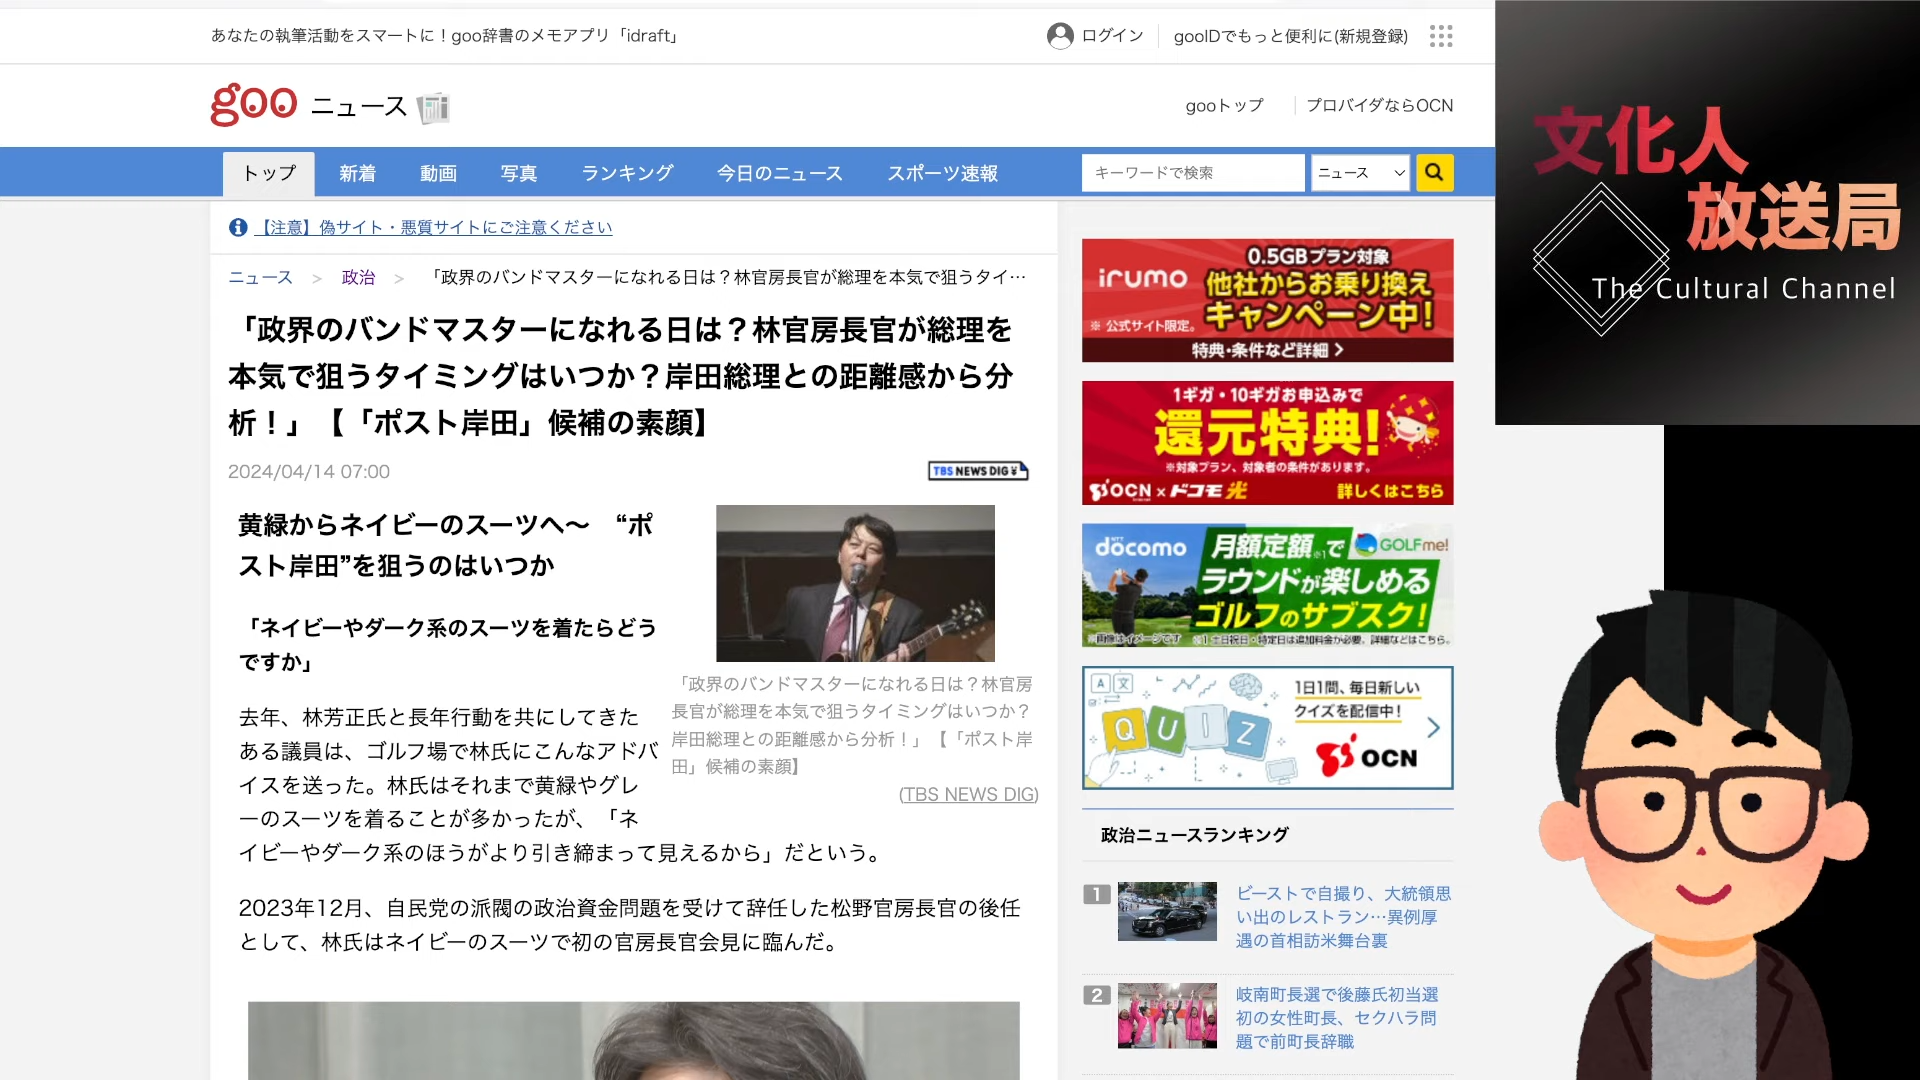 あなたの執筆活動をスマートに！goo辞書のメモアプリ「idraft」
ログイン
gooIDでもっと便利に(新規登録)
goo ニュース
gooトップ
プロバイダならOCN
トップ
新着
動画
写真
ランキング
今日のニュース
スポーツ速報
キーワードで検索
ニュース
【注意】偽サイト・悪質サイトにご注意ください
ニュース > 政治 > 「政界のバンドマスターになれる日は？林官房長官が総理を本気で狙うタイ…
「政界のバンドマスターになれる日は？林官房長官が総理を
本気で狙うタイミングはいつか？岸田総理との距離感から分
析！」【「ポスト岸田」候補の素顔】
2024/04/14 07:00
TBS NEWS DIG
黄緑からネイビーのスーツへ～　“ポ
スト岸田”を狙うのはいつか
「ネイビーやダーク系のスーツを着たらどう
ですか」
去年、林芳正氏と長年行動を共にしてきた
ある議員は、ゴルフ場で林氏にこんなアドバ
イスを送った。林氏はそれまで黄緑やグレ
ーのスーツを着ることが多かったが、「ネ
イビーやダーク系のほうがより引き締まって見えるから」だという。
「政界のバンドマスターになれる日は？林官房
長官が総理を本気で狙うタイミングはいつか？
岸田総理との距離感から分析！」【「ポスト岸
田」候補の素顔】
(TBS NEWS DIG)
2023年12月、自民党の派閥の政治資金問題を受けて辞任した松野官房長官の後任
として、林氏はネイビーのスーツで初の官房長官会見に臨んだ。
irumo
0.5GBプラン対象
他社からお乗り換え
キャンペーン中！
※ 公式サイト限定。
特典・条件など詳細
1ギガ・10ギガお申込みで
還元特典！
※対象プラン、対象者の条件があります。
OCN × ドコモ光
詳しくはこちら
docomo
月額定額※1で
GOLFme!
ラウンドが楽しめる
ゴルフのサブスク！
※画像はイメージです ※1 土日祝日・特定日は追加料金が必要。詳細などはこちら。
A 文
QUIZ
1日1問、毎日新しい
クイズを配信中！
OCN
政治ニュースランキング
1
ビーストで自撮り、大統領思
い出のレストラン…異例厚
遇の首相訪米舞台裏
2
岐南町長選で後藤氏初当選
初の女性町長、セクハラ問
題で前町長辞職
文化人
放送局
The Cultural Channel